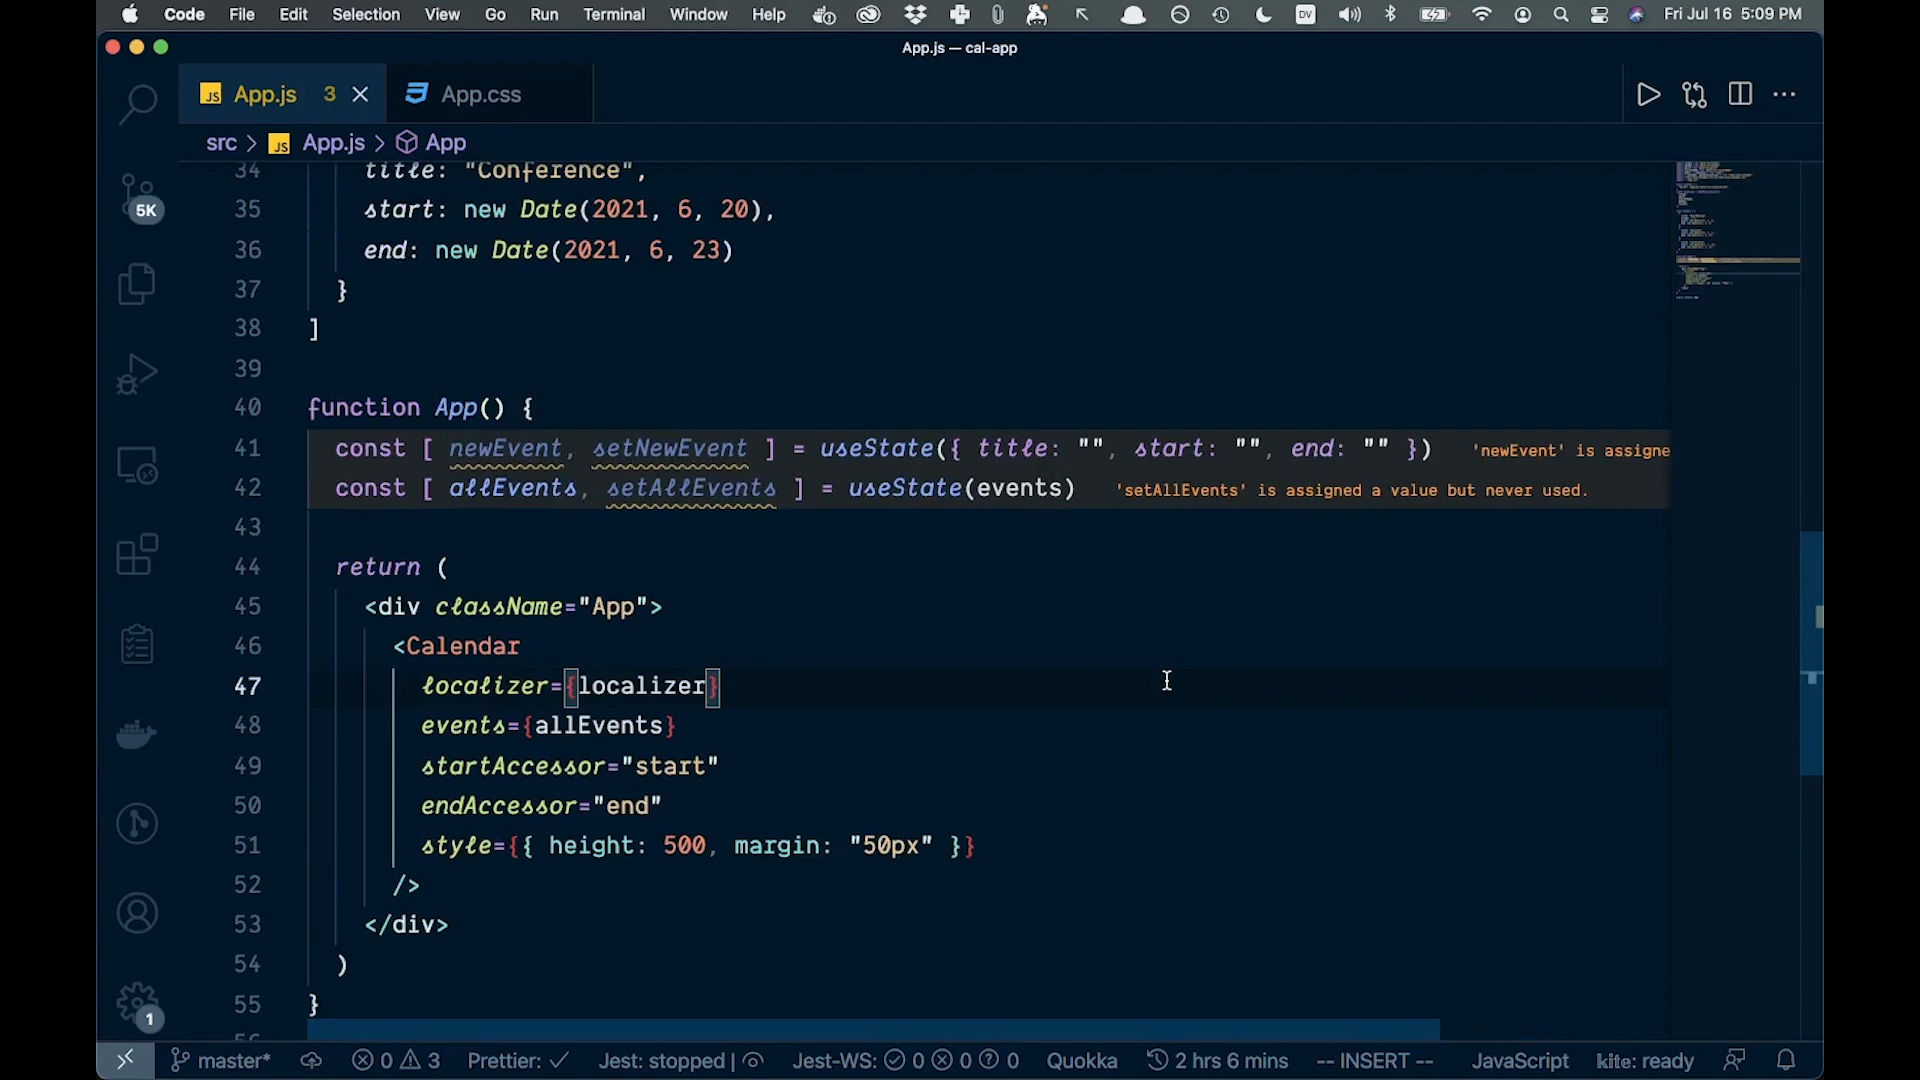 Code File Edit Selection View Go Run Terminal Window Help DV Fri Jul 16 5:09 PM
App.js — cal-app
JS App.js 3 App.css
src > JS App.js > App
5K
34 title: "Conference",
35 start: new Date(2021, 6, 20),
36 end: new Date(2021, 6, 23)
37 }
38 ]
39
40 function App() {
41 const [ newEvent, setNewEvent ] = useState({ title: "", start: "", end: "" }) 'newEvent' is assigne
42 const [ allEvents, setAllEvents ] = useState(events) 'setAllEvents' is assigned a value but never used.
43
44 return (
45 <div className="App">
46 <Calendar
47 localizer={localizer}
48 events={allEvents}
49 startAccessor="start"
50 endAccessor="end"
51 style={{ height: 500, margin: "50px" }}
52 />
53 </div>
54 )
55 }
1
master* 0 3 Prettier: ✓ Jest: stopped | Jest-WS: 0 0 0 Quokka 2 hrs 6 mins -- INSERT -- JavaScript kite: ready